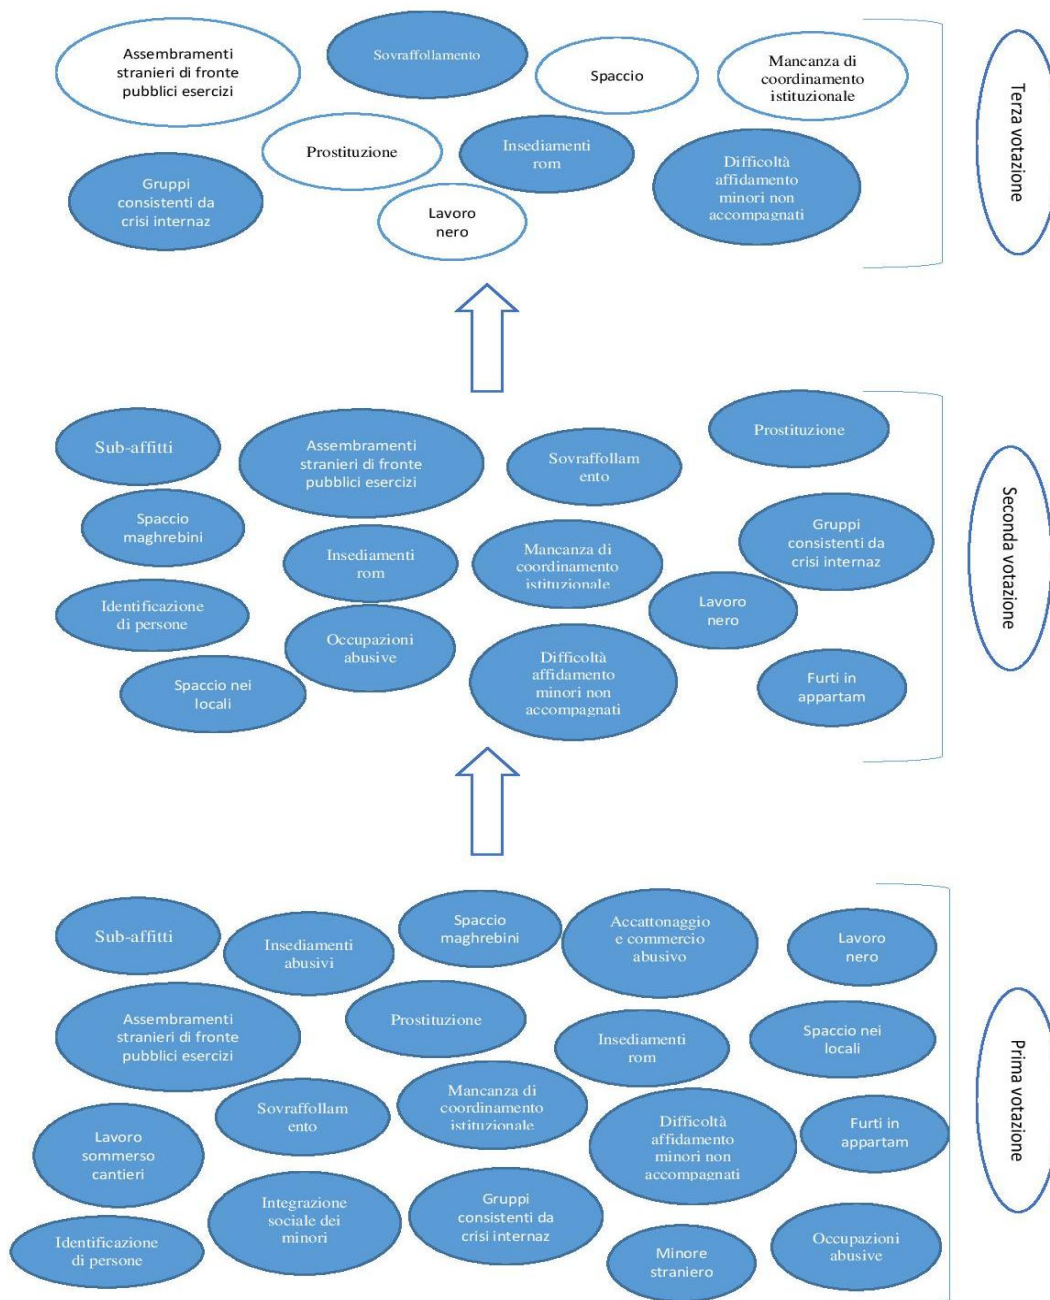 Assembramenti
stranieri di fronte
pubblici esercizi
Sovraffollamento
Spaccio
Mancanza di
coordinamento
istituzionale
Prostituzione
Insediamenti
rom
Gruppi
consistenti da
crisi internaz
Lavoro
nero
Difficoltà
affidamento
minori non
accompagnati
Terza votazione
Sub-affitti
Assembramenti
stranieri di fronte
pubblici esercizi
Sovraffollam
ento
Prostituzione
Spaccio
maghrebini
Insediamenti
rom
Mancanza di
coordinamento
istituzionale
Gruppi
consistenti da
crisi internaz
Identificazione
di persone
Occupazioni
abusive
Lavoro
nero
Spaccio nei
locali
Difficoltà
affidamento
minori non
accompagnati
Furti in
appartam
Seconda votazione
Sub-affitti
Insediamenti
abusivi
Spaccio
maghrebini
Accattonaggio
e commercio
abusivo
Lavoro
nero
Assembramenti
stranieri di fronte
pubblici esercizi
Prostituzione
Insediamenti
rom
Spaccio nei
locali
Sovraffollam
ento
Mancanza di
coordinamento
istituzionale
Difficoltà
affidamento
minori non
accompagnati
Furti in
appartam
Lavoro
sommerso
cantieri
Integrazione
sociale dei
minori
Gruppi
consistenti da
crisi internaz
Identificazione
di persone
Minore
straniero
Occupazioni
abusive
Prima votazione